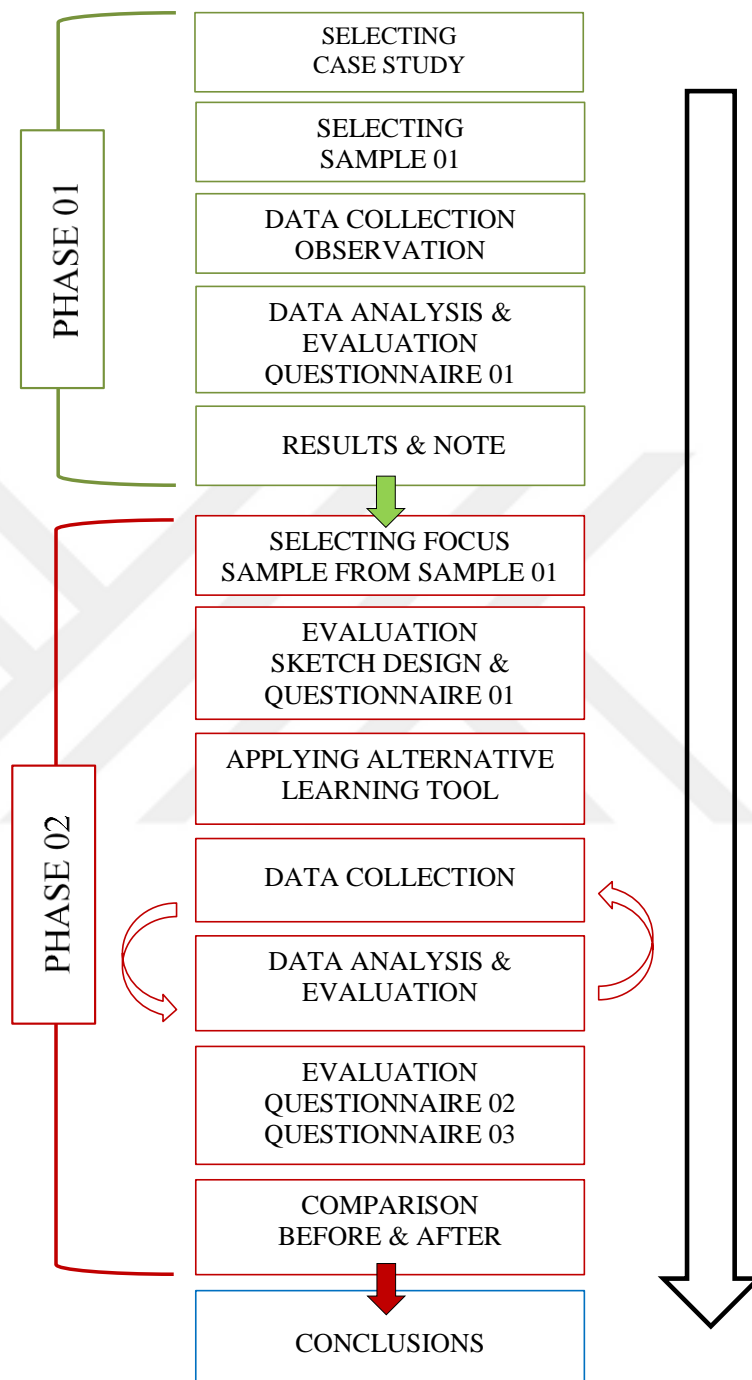 SELECTING
CASE STUDY
PHASE 01
SELECTING
SAMPLE 01
DATA COLLECTION
OBSERVATION
DATA ANALYSIS &
EVALUATION
QUESTIONNAIRE 01
RESULTS & NOTE
SELECTING FOCUS
SAMPLE FROM SAMPLE 01
EVALUATION
SKETCH DESIGN &
QUESTIONNAIRE 01
APPLYING ALTERNATIVE
LEARNING TOOL
PHASE 02
DATA COLLECTION
DATA ANALYSIS &
EVALUATION
EVALUATION
QUESTIONNAIRE 02
QUESTIONNAIRE 03
COMPARISON
BEFORE & AFTER
CONCLUSIONS